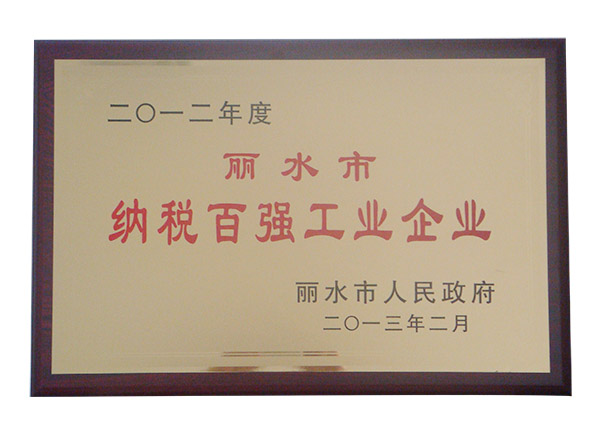 二〇一二年度
丽水市
纳税百强工业企业
丽水市人民政府
二〇一三年二月